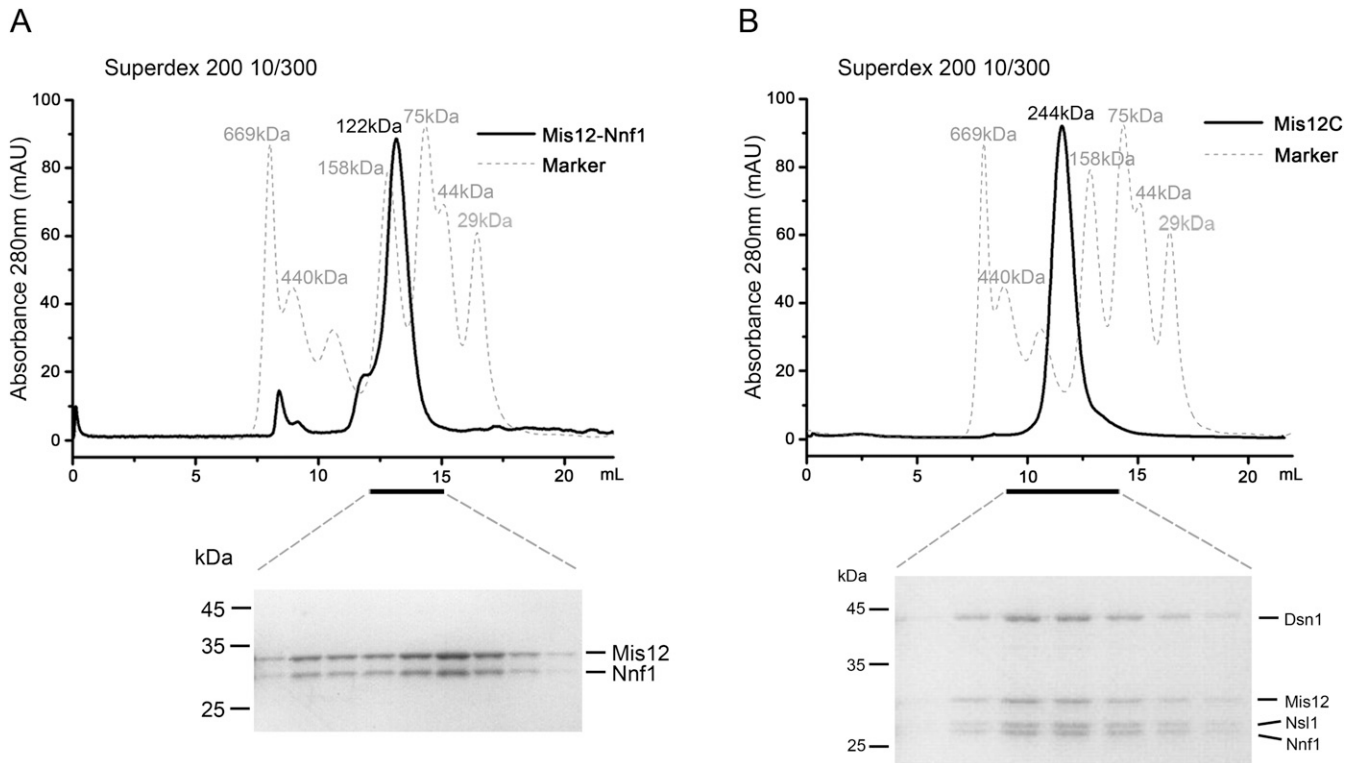 A
Superdex 200 10/300
100
80
60
40
20
0
Absorbance 280nm (mAU)
669kDa
440kDa
158kDa
122kDa
75kDa
44kDa
29kDa
Mis12-Nnf1
Marker
0
5
10
15
20
mL
kDa
45
35
25
Mis12
Nnf1
B
Superdex 200 10/300
100
80
60
40
20
0
Absorbance 280nm (mAU)
669kDa
440kDa
244kDa
158kDa
75kDa
44kDa
29kDa
Mis12C
Marker
0
5
10
15
20
mL
kDa
45
35
25
Dsn1
Mis12
Nsl1
Nnf1